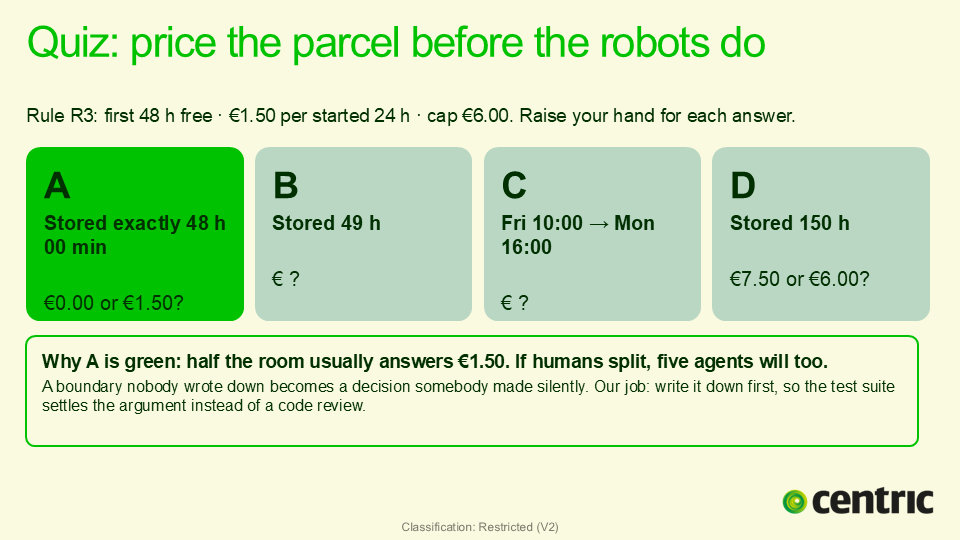 Quiz: price the parcel before the robots do
Rule R3: first 48 h free · €1.50 per started 24 h · cap €6.00. Raise your hand for each answer.
A
Stored exactly 48 h
00 min
€0.00 or €1.50?
B
Stored 49 h
€ ?
C
Fri 10:00 → Mon
16:00
€ ?
D
Stored 150 h
€7.50 or €6.00?
Why A is green: half the room usually answers €1.50. If humans split, five agents will too.
A boundary nobody wrote down becomes a decision somebody made silently. Our job: write it down first, so the test suite
settles the argument instead of a code review.
centric
Classification: Restricted (V2)